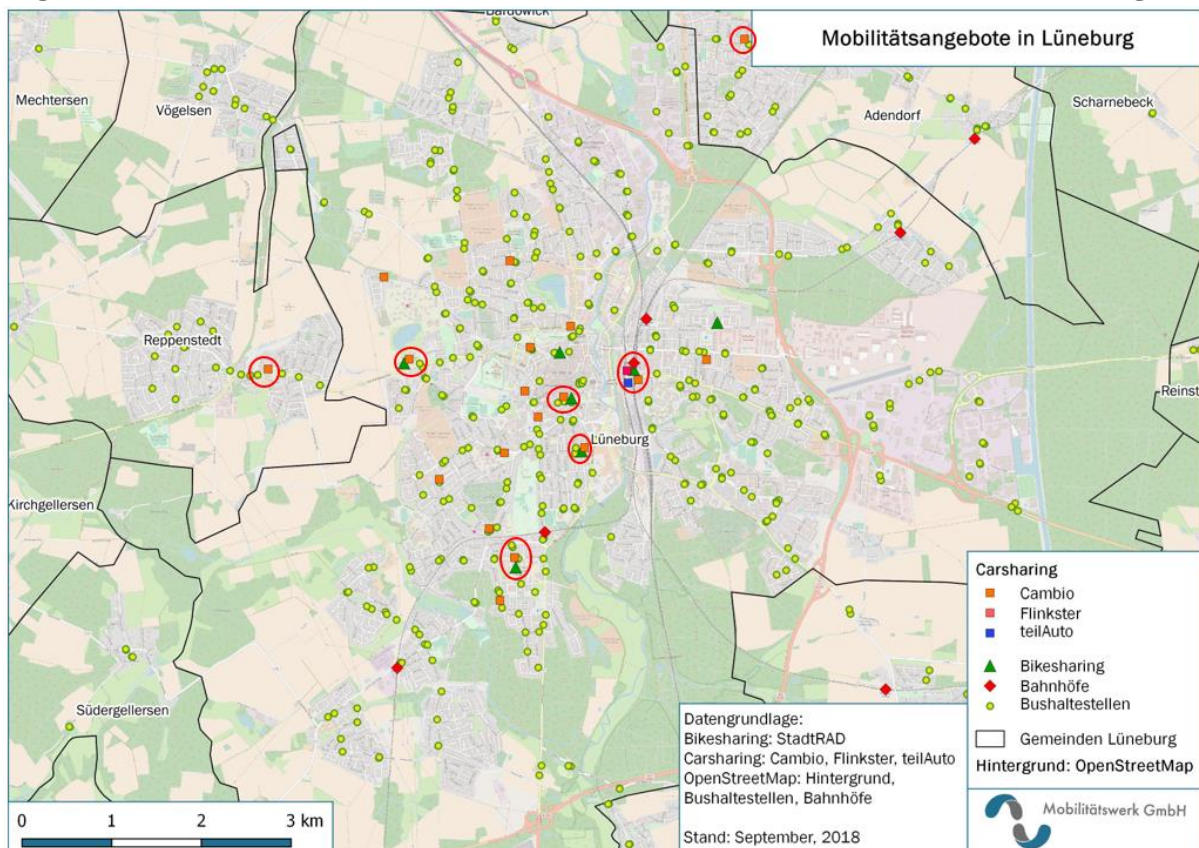 Bardowick
Mobilitätsangebote in Lüneburg
Mechtersen
Vögelsen
Adendorf
Scharnebeck
Reppenstedt
Reinst
Lüneburg
Kirchgellersen
Südergellersen
Carsharing
Cambio
Flinkster
teilAuto
Bikesharing
Bahnhöfe
Bushaltestellen
Gemeinden Lüneburg
Hintergrund: OpenStreetMap
Datengrundlage:
Bikesharing: StadtRAD
Carsharing: Cambio, Flinkster, teilAuto
OpenStreetMap: Hintergrund,
Bushaltestellen, Bahnhöfe
Stand: September, 2018
Mobilitätswerk GmbH
0 1 2 3 km